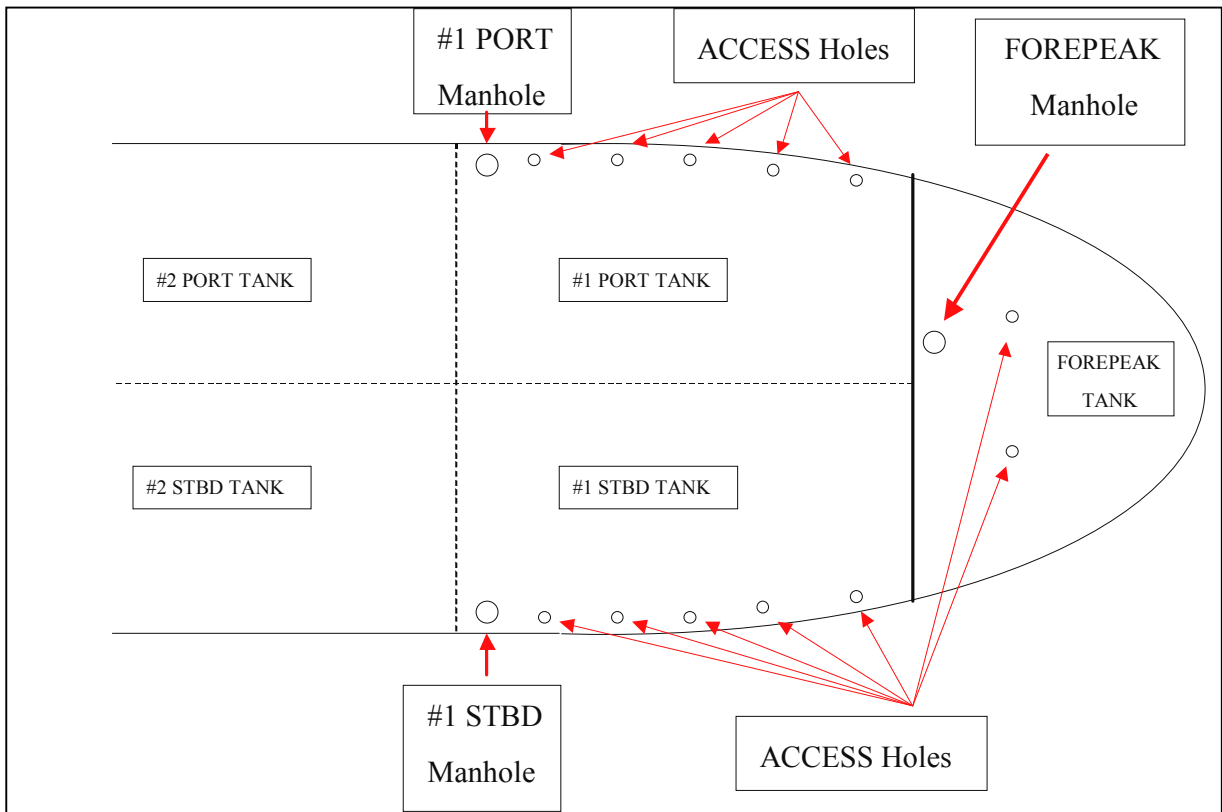 #1 PORT
Manhole
ACCESS Holes
FOREPEAK
Manhole
#2 PORT TANK
#1 PORT TANK
FOREPEAK
TANK
#2 STBD TANK
#1 STBD TANK
#1 STBD
Manhole
ACCESS Holes